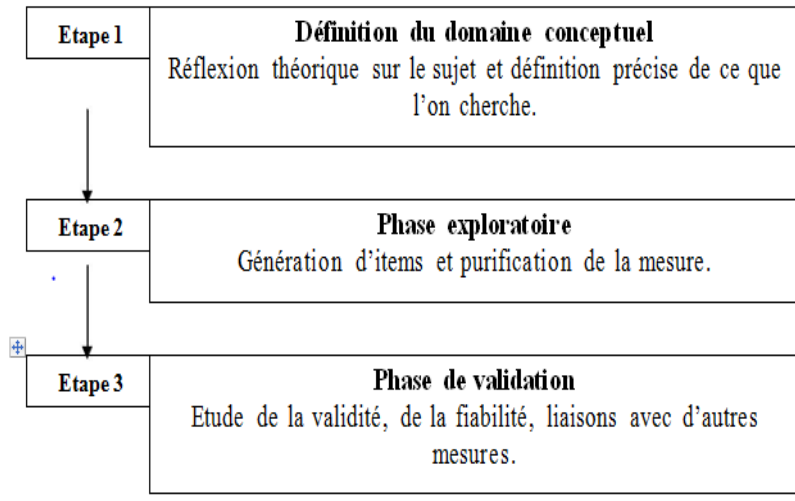 Etape 1
Définition du domaine conceptuel
Réflexion théorique sur le sujet et définition précise de ce que
l’on cherche.
Etape 2
Phase exploratoire
Génération d’items et purification de la mesure.
Etape 3
Phase de validation
Etude de la validité, de la fiabilité, liaisons avec d’autres
mesures.